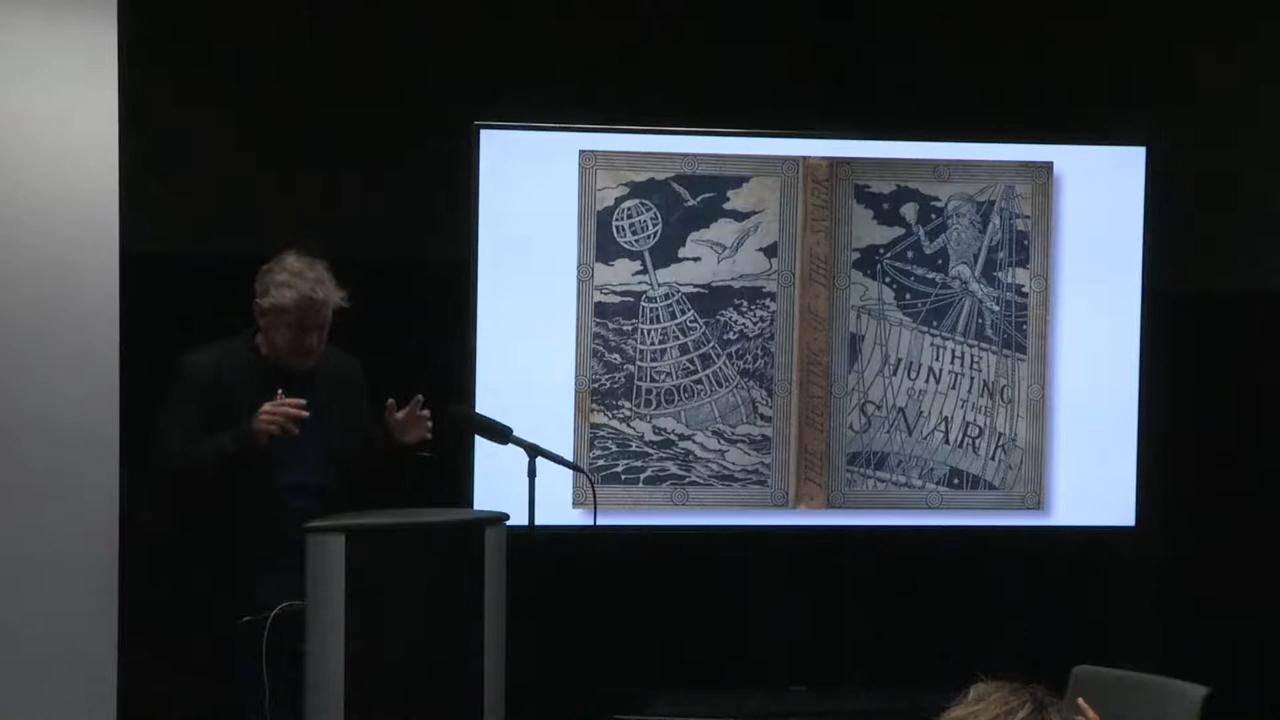 IT
WAS
A
BOOJUM
THE · HUNTING · OF · THE · SNARK
THE
HUNTING
OF
THE
SNARK